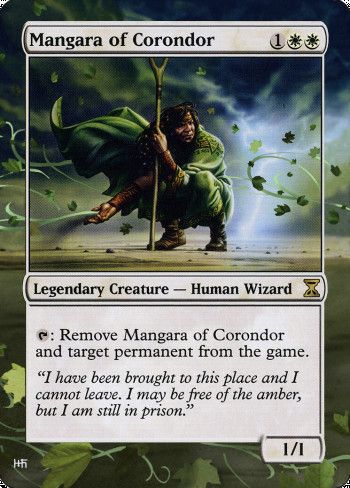 Mangara of Corondor 1
Legendary Creature — Human Wizard
: Remove Mangara of Corondor
and target permanent from the game.
“I have been brought to this place and I
cannot leave. I may be free of the amber,
but I am still in prison.”
1/1